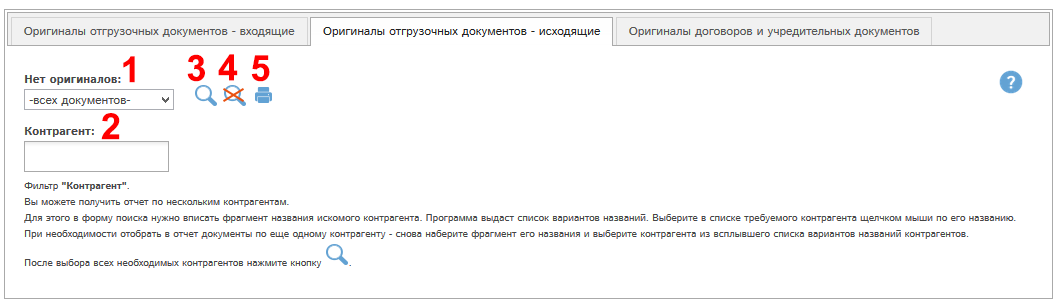 Оригиналы отгрузочных документов - входящие
Оригиналы отгрузочных документов - исходящие
Оригиналы договоров и учредительных документов
Нет оригиналов: 1 3 4 5
-всех документов-
?
Контрагент: 2
Фильтр "Контрагент".
Вы можете получить отчет по нескольким контрагентам.
Для этого в форму поиска нужно вписать фрагмент названия искомого контрагента. Программа выдаст список вариантов названий. Выберите в списке требуемого контрагента щелчком мыши по его названию.
При необходимости отобрать в отчет документы по еще одному контрагенту - снова наберите фрагмент его названия и выберите контрагента из всплывшего списка вариантов названий контрагентов.
После выбора всех необходимых контрагентов нажмите кнопку .